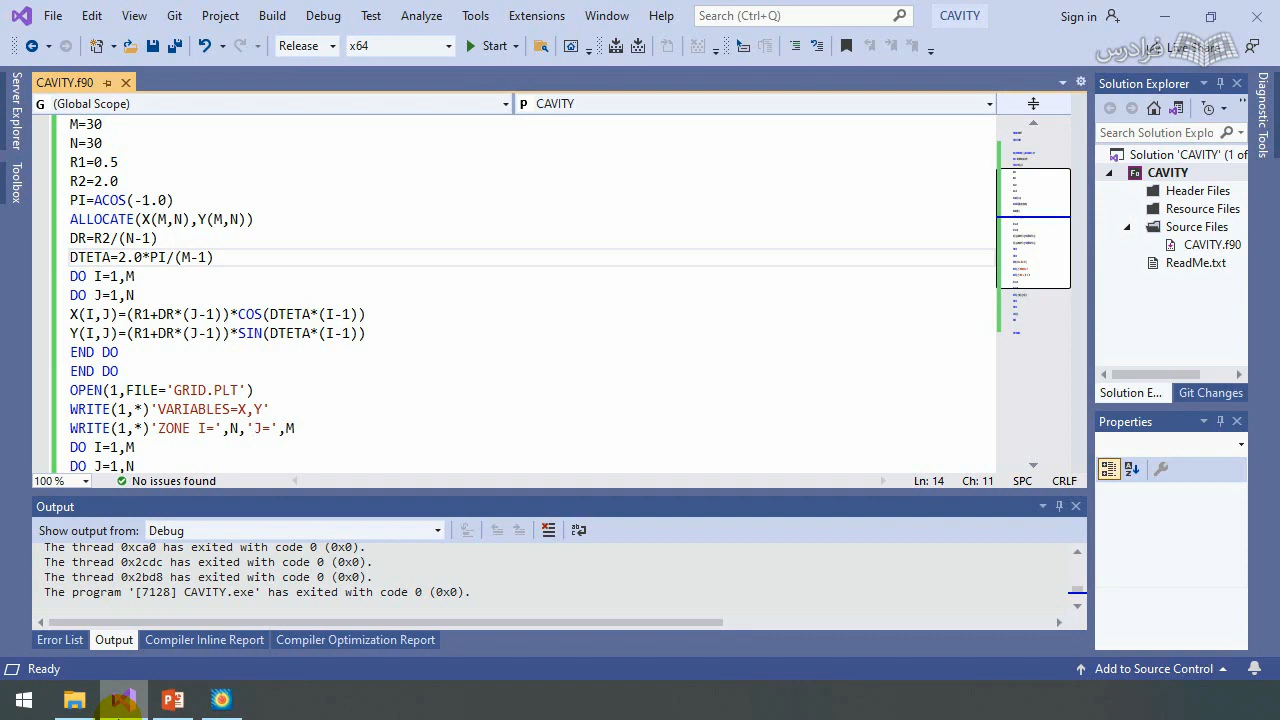 File Edit View Git Project Build Debug Test Analyze Tools Extensions Window Help Search (Ctrl+Q) CAVITY Sign in
Release x64 Start Live Share
فرادرس
CAVITY.f90
Solution Explorer
(Global Scope) CAVITY
Search Solution Explo
Server Explorer
Toolbox
Diagnostic Tools
M=30
N=30
R1=0.5
R2=2.0
PI=ACOS(-1.0)
ALLOCATE(X(M,N),Y(M,N))
DTETA=2.0*PI/(M-1)
DO I=1,M
DO J=1,N
X(I,J)=(R1+DR*(J-1))*COS(DTETA*(I-1))
Y(I,J)=(R1+DR*(J-1))*SIN(DTETA*(I-1))
END DO
END DO
OPEN(1,FILE='GRID.PLT')
WRITE(1,*)'VARIABLES=X,Y'
WRITE(1,*)'ZONE I=',N,'J=',M
DO I=1,M
DO J=1,N
Solution 'CAVITY' (1 of
CAVITY
Header Files
Resource Files
ReadMe.txt
Solution E... Git Changes
Properties
100 % No issues found Ln: 14 Ch: 11 SPC CRLF
Output
Show output from: Debug
The thread 0xca0 has exited with code 0 (0x0).
The thread 0x2cdc has exited with code 0 (0x0).
The thread 0x2bd8 has exited with code 0 (0x0).
The program '[7128] CAVITY.exe' has exited with code 0 (0x0).
Error List Output Compiler Inline Report Compiler Optimization Report
Ready Add to Source Control